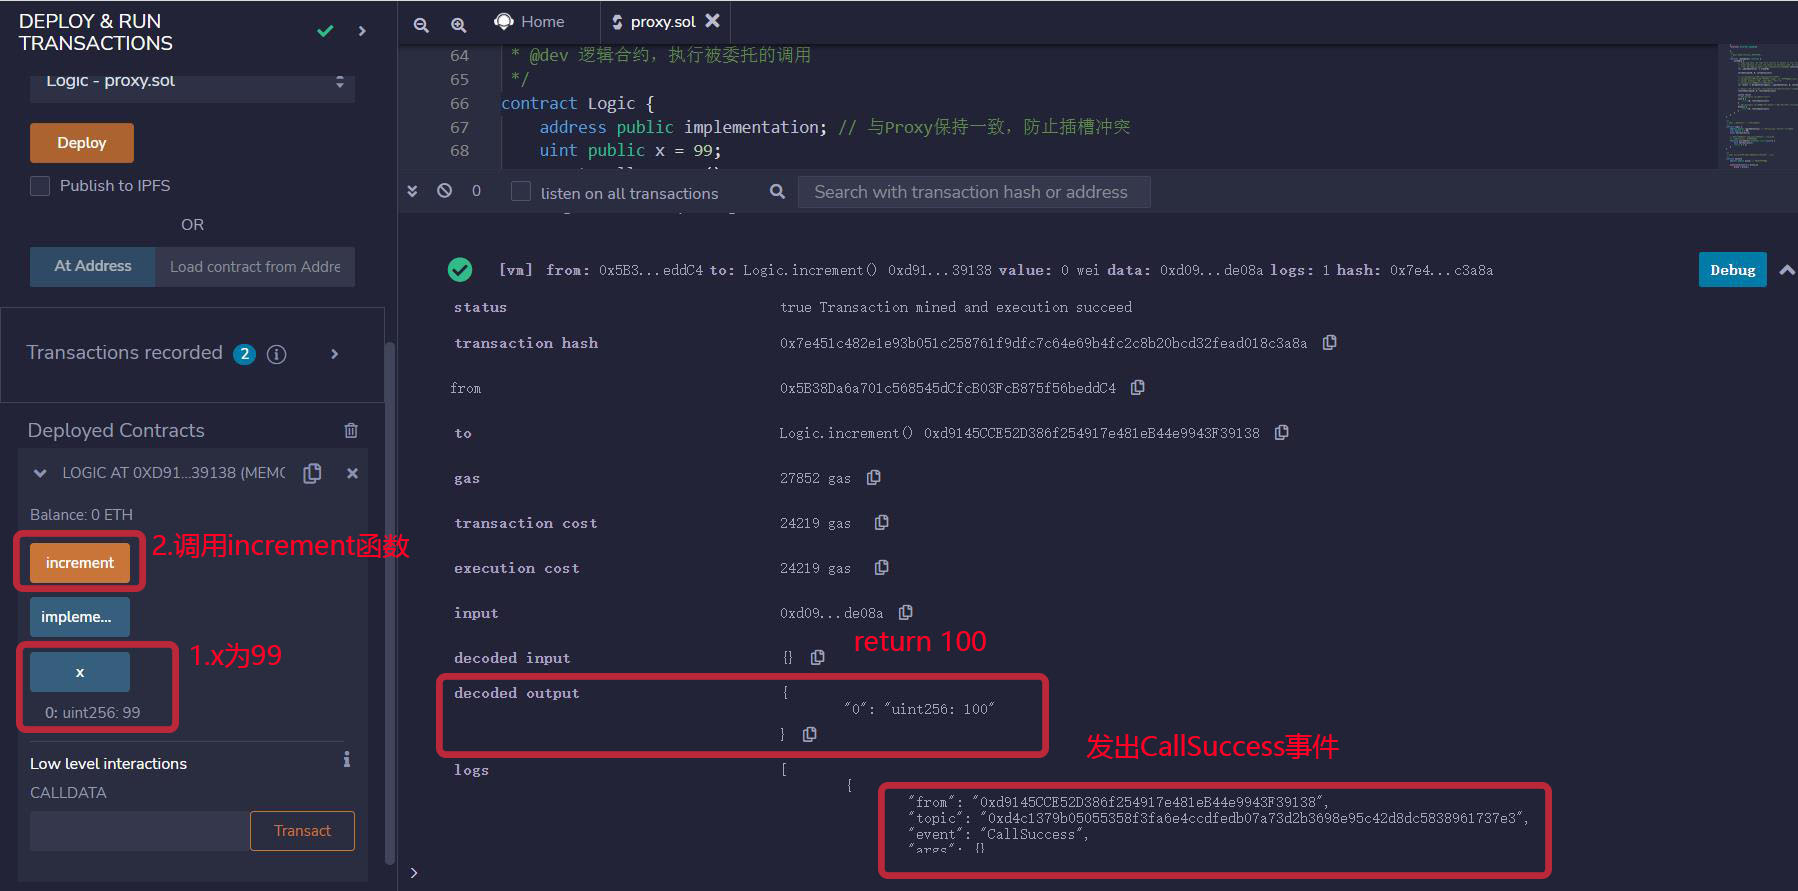 DEPLOY & RUN
TRANSACTIONS
Logic - proxy.sol
Deploy
Publish to IPFS
OR
At Address
Load contract from Addre
Transactions recorded 2
Deployed Contracts
LOGIC AT 0XD91...39138 (MEMO
Balance: 0 ETH
increment
2.调用increment函数
impleme...
x
1.x为99
0: uint256: 99
Low level interactions
CALLDATA
Transact
Home
proxy.sol
64 * @dev 逻辑合约，执行被委托的调用
65 */
66 contract Logic {
67 address public implementation; // 与Proxy保持一致，防止插槽冲突
68 uint public x = 99;
0
listen on all transactions
Search with transaction hash or address
[vm] from: 0x5B3...eddC4 to: Logic.increment() 0xd91...39138 value: 0 wei data: 0xd09...de08a logs: 1 hash: 0x7e4...c3a8a
Debug
status true Transaction mined and execution succeed
transaction hash 0x7e451c482e1e93b051c258761f9dfc7c64e69b4fc2c8b20bcd32fead018c3a8a
from 0x5B38Da6a701c568545dCfcB03FcB875f56beddC4
to Logic.increment() 0xd9145CCE52D386f254917e481eB44e9943F39138
gas 27852 gas
transaction cost 24219 gas
execution cost 24219 gas
input 0xd09...de08a
return 100
decoded input {}
decoded output {
"0": "uint256: 100"
}
发出CallSuccess事件
logs [
{
"from": "0xd9145CCE52D386f254917e481eB44e9943F39138",
"topic": "0xd4c1379b05055358f3fa6e4ccdfedb07a73d2b3698e95c42d8dc5838961737e3",
"event": "CallSuccess",
"args": {}